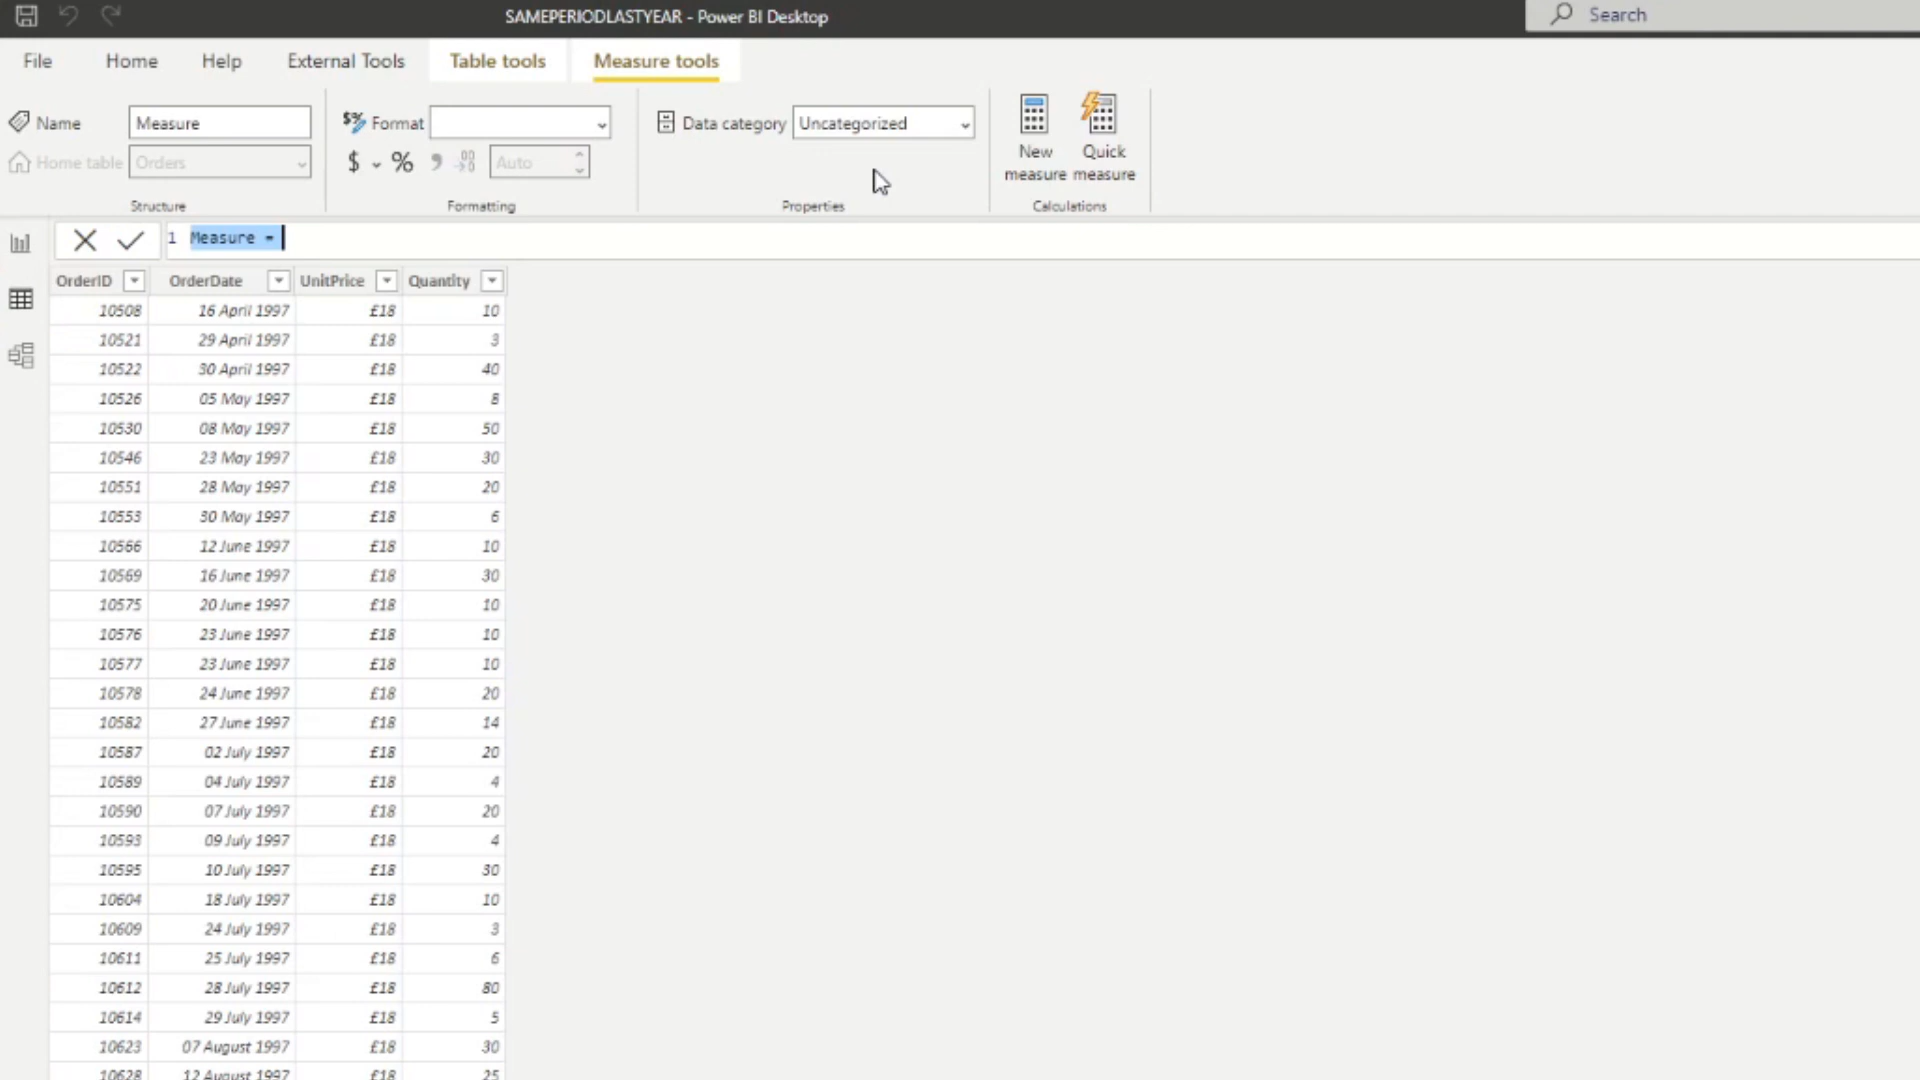 SAMEPERIODLASTYEAR - Power BI Desktop
Search
File Home Help External Tools Table tools Measure tools
Name Measure
Home table Orders
Structure
Format
$ % Auto
Formatting
Data category Uncategorized
Properties
New measure
Quick measure
Calculations
1 Measure =
OrderID OrderDate UnitPrice Quantity
10508 16 April 1997 £18 10
10521 29 April 1997 £18 3
10522 30 April 1997 £18 40
10526 05 May 1997 £18 8
10530 08 May 1997 £18 50
10546 23 May 1997 £18 30
10551 28 May 1997 £18 20
10553 30 May 1997 £18 6
10566 12 June 1997 £18 10
10569 16 June 1997 £18 30
10575 20 June 1997 £18 10
10576 23 June 1997 £18 10
10577 23 June 1997 £18 10
10578 24 June 1997 £18 20
10582 27 June 1997 £18 14
10587 02 July 1997 £18 20
10589 04 July 1997 £18 4
10590 07 July 1997 £18 20
10593 09 July 1997 £18 4
10595 10 July 1997 £18 30
10604 18 July 1997 £18 10
10609 24 July 1997 £18 3
10611 25 July 1997 £18 6
10612 28 July 1997 £18 80
10614 29 July 1997 £18 5
10623 07 August 1997 £18 30
10628 12 August 1997 £18 25